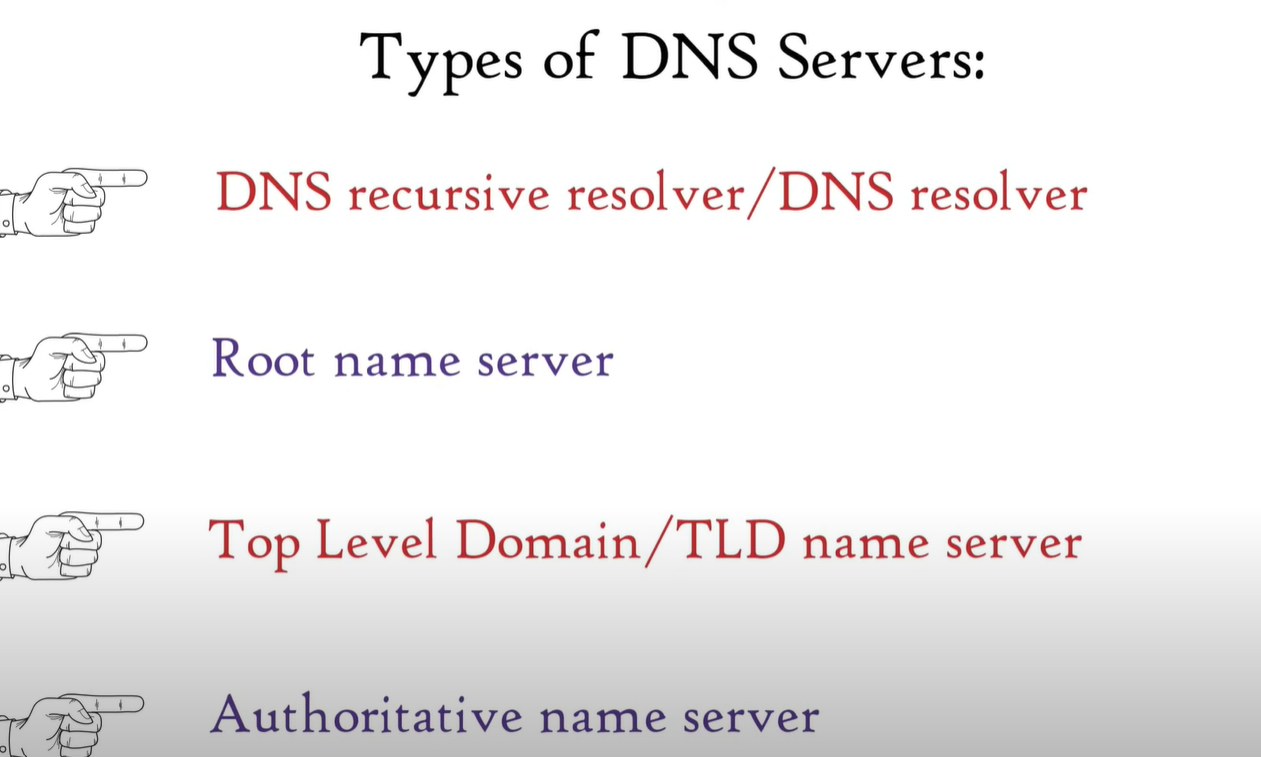 Types of DNS Servers:
DNS recursive resolver/DNS resolver
Root name server
Top Level Domain/TLD name server
Authoritative name server